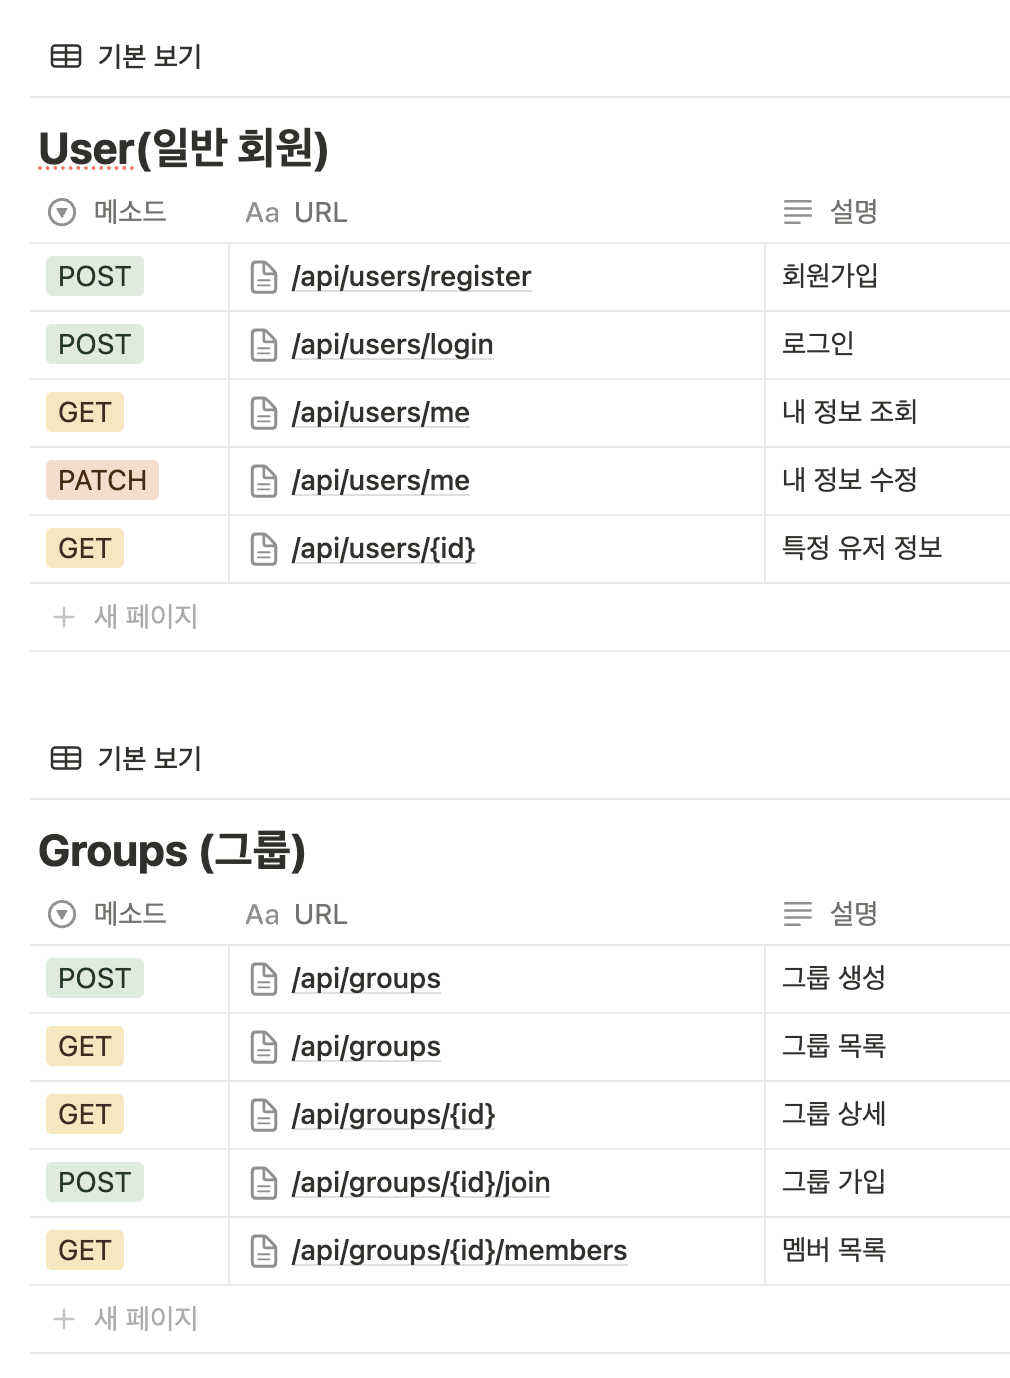 기본 보기
User(일반 회원)
메소드 Aa URL 설명
POST /api/users/register 회원가입
POST /api/users/login 로그인
GET /api/users/me 내 정보 조회
PATCH /api/users/me 내 정보 수정
GET /api/users/{id} 특정 유저 정보
+ 새 페이지
기본 보기
Groups (그룹)
메소드 Aa URL 설명
POST /api/groups 그룹 생성
GET /api/groups 그룹 목록
GET /api/groups/{id} 그룹 상세
POST /api/groups/{id}/join 그룹 가입
GET /api/groups/{id}/members 멤버 목록
+ 새 페이지